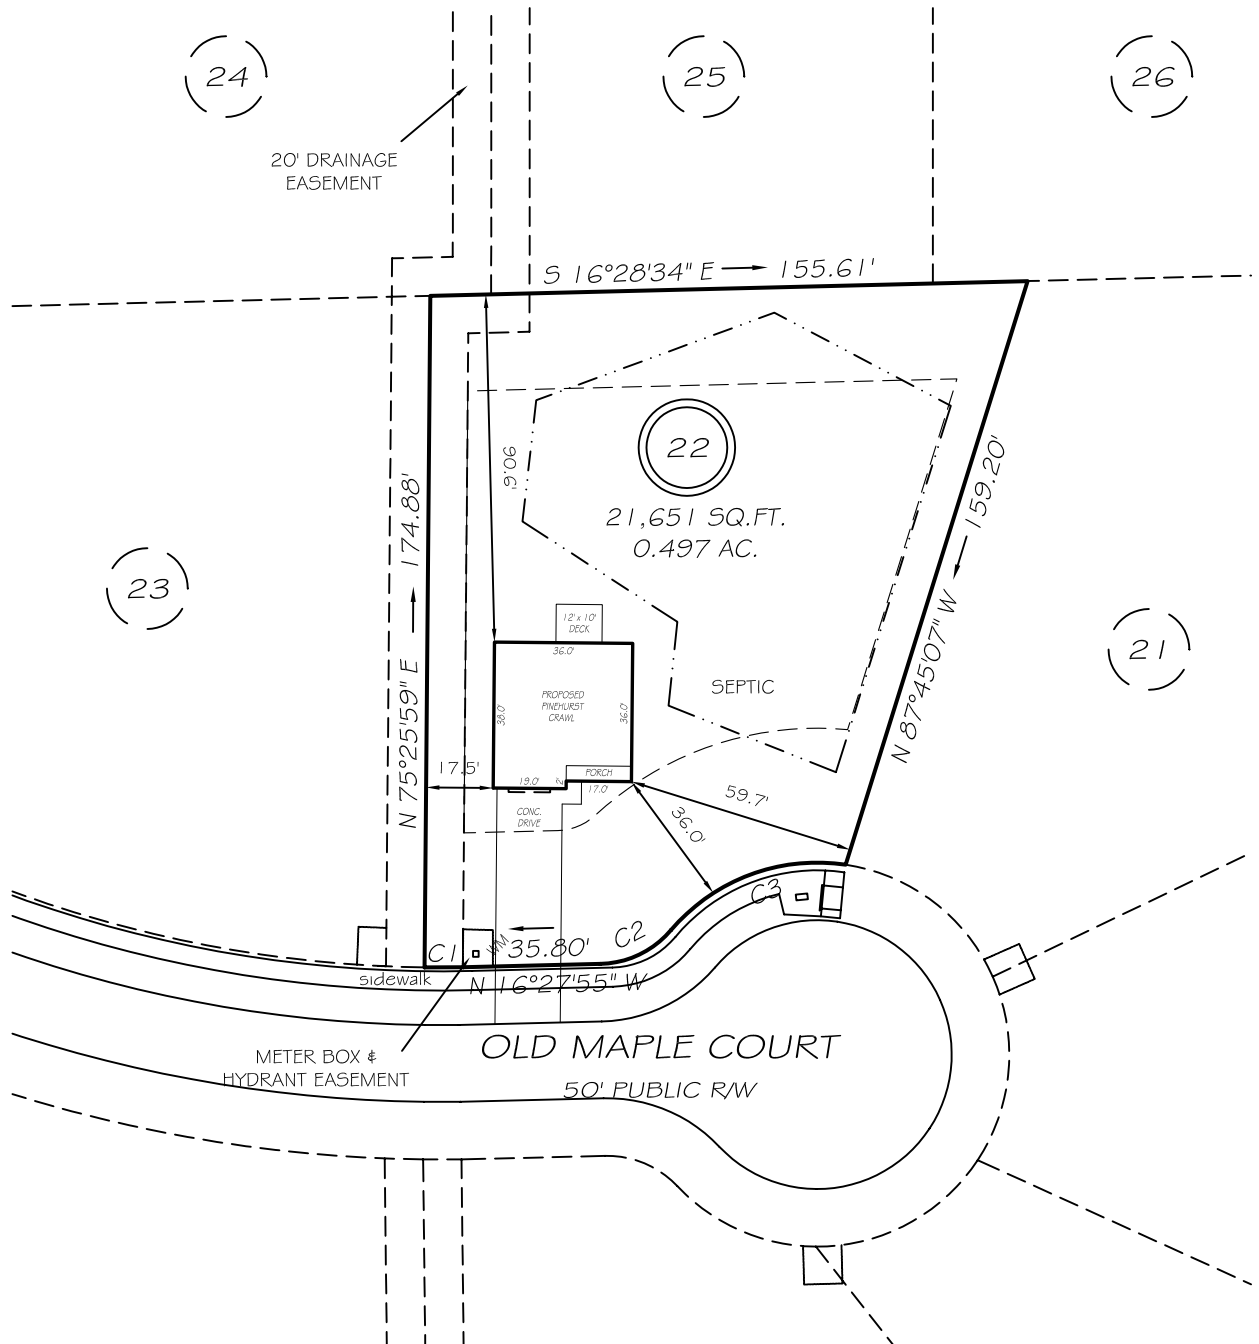 24
25
26
20' DRAINAGE
EASEMENT
S 16°28'34" E 155.61'
90.6'
22
21,651 SQ.FT.
0.497 AC.
N 75°25'59" E 174.88'
N 87°45'07" W 159.20'
23
21
12' x 10'
DECK
36.0'
PROPOSED
PINEHURST
CRAWL
38.0'
36.0'
SEPTIC
17.5'
19.0'
2'
PORCH
17.0'
CONC.
DRIVE
59.7'
36.0'
C1
WM
35.80'
C2
C3
sidewalk
N 16°27'55" W
OLD MAPLE COURT
50' PUBLIC R/W
METER BOX &
HYDRANT EASEMENT